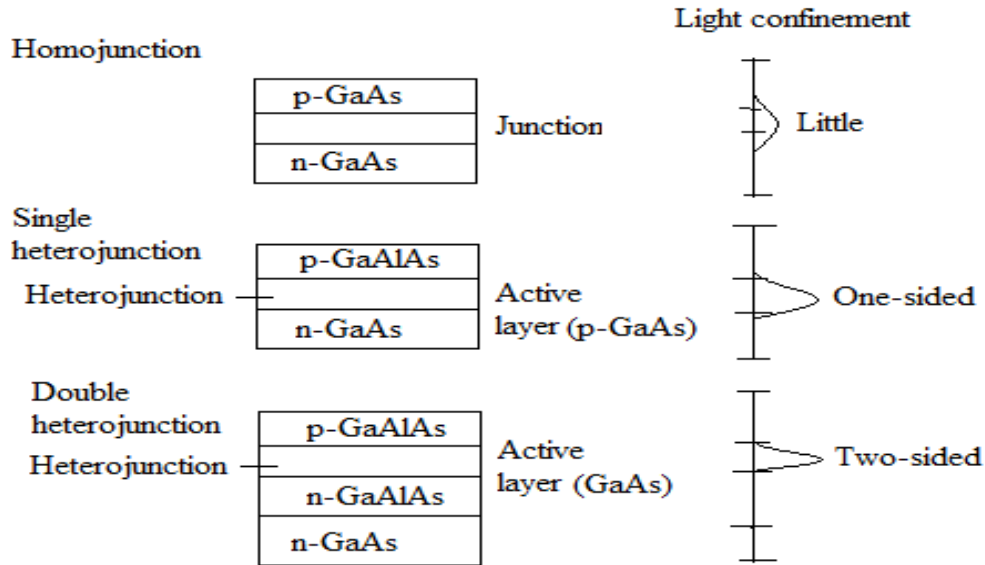 Light confinement
Homojunction
p-GaAs
Junction
n-GaAs
Little
Single
heterojunction
Heterojunction
p-GaAlAs
n-GaAs
Active
layer (p-GaAs)
One-sided
Double
heterojunction
Heterojunction
p-GaAlAs
n-GaAlAs
n-GaAs
Active
layer (GaAs)
Two-sided